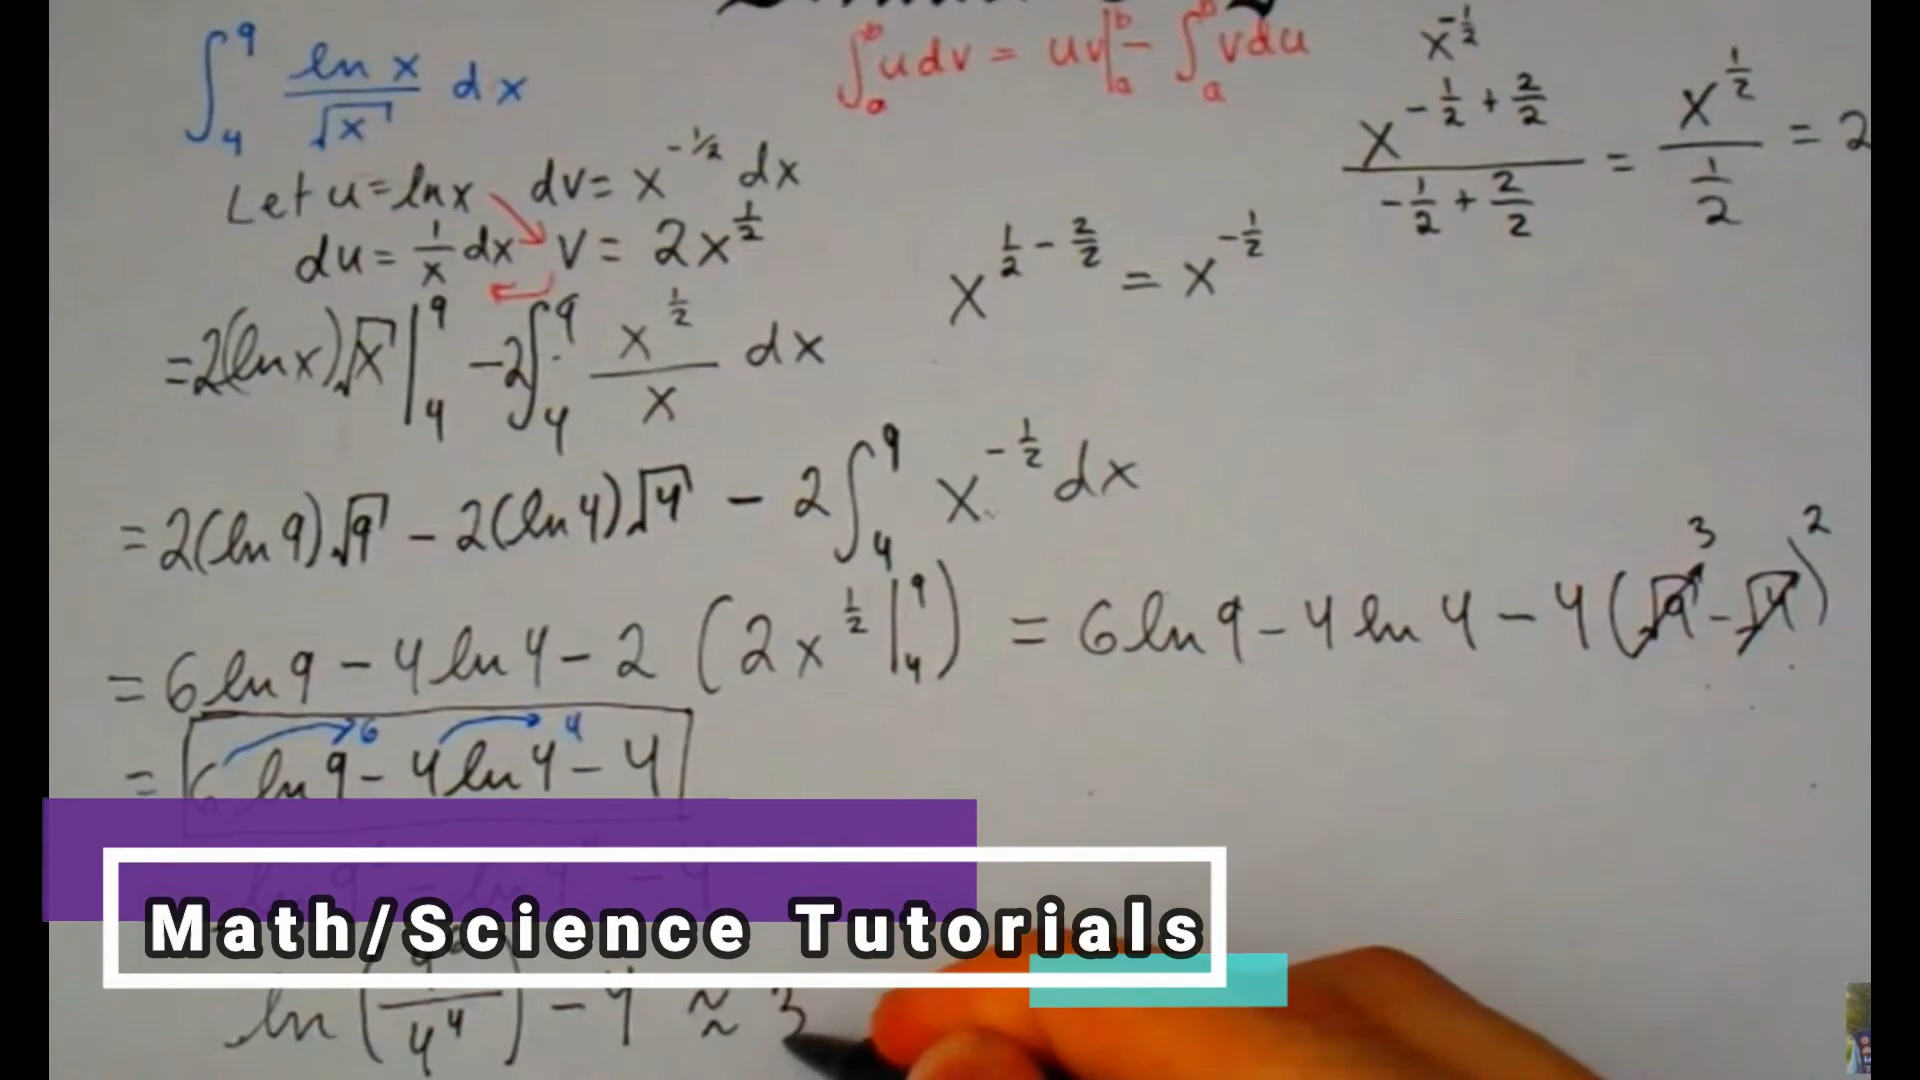 ∫₄⁹ ln x / √x dx
∫ₐᵇ u dv = uv|ₐᵇ − ∫ₐᵇ v du
x^(-1/2)
x^(-1/2 + 2/2) / (-1/2 + 2/2) = x^(1/2) / (1/2) = 2
Let u = ln x dv = x^(-1/2) dx
du = 1/x dx v = 2x^(1/2)
x^(1/2 - 2/2) = x^(-1/2)
= 2(ln x)√x |₄⁹ − 2∫₄⁹ x^(1/2) / x dx
= 2(ln 9)√9 − 2(ln 4)√4 − 2∫₄⁹ x^(-1/2) dx
= 6 ln 9 − 4 ln 4 − 2 (2x^(1/2) |₄⁹) = 6 ln 9 − 4 ln 4 − 4(√9 − √4) 3 2
= 6 ln 9 − 4 ln 4 − 4 6 4
Math/Science Tutorials
ln(9 / 4⁴) − 4 ≈ 3